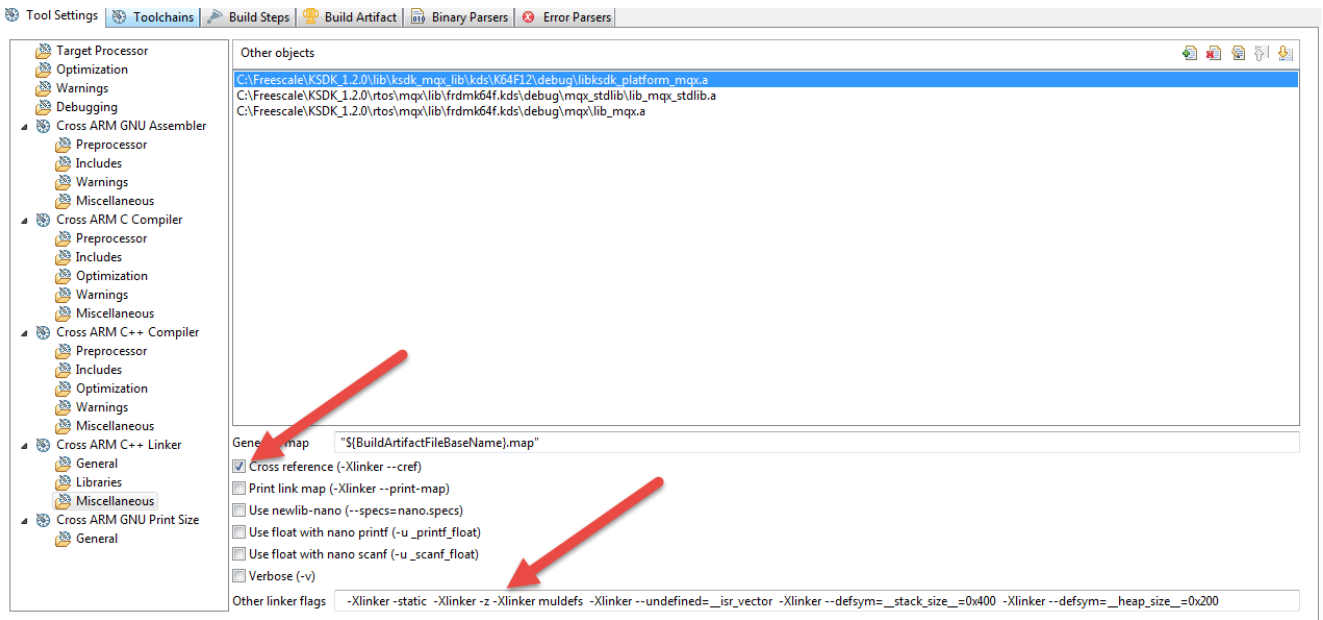 Tool Settings Toolchains Build Steps Build Artifact Binary Parsers Error Parsers
Target Processor
Optimization
Warnings
Debugging
Cross ARM GNU Assembler
Preprocessor
Includes
Warnings
Miscellaneous
Cross ARM C Compiler
Preprocessor
Includes
Optimization
Warnings
Miscellaneous
Cross ARM C++ Compiler
Preprocessor
Includes
Optimization
Warnings
Miscellaneous
Cross ARM C++ Linker
General
Libraries
Miscellaneous
Cross ARM GNU Print Size
General
Other objects
C:\Freescale\KSDK_1.2.0\lib\ksdk_mqx_lib\kds\K64F12\debug\libksdk_platform_mqx.a
C:\Freescale\KSDK_1.2.0\rtos\mqx\lib\frdmk64f.kds\debug\mqx_stdlib\lib_mqx_stdlib.a
C:\Freescale\KSDK_1.2.0\rtos\mqx\lib\frdmk64f.kds\debug\mqx\lib_mqx.a
map "${BuildArtifactFileBaseName}.map"
Cross reference (-Xlinker --cref)
Print link map (-Xlinker --print-map)
Use newlib-nano (--specs=nano.specs)
Use float with nano printf (-u _printf_float)
Use float with nano scanf (-u _scanf_float)
Verbose (-v)
Other linker flags -Xlinker -static -Xlinker -z -Xlinker muldefs -Xlinker --undefined=__isr_vector -Xlinker --defsym=__stack_size__=0x400 -Xlinker --defsym=__heap_size__=0x200